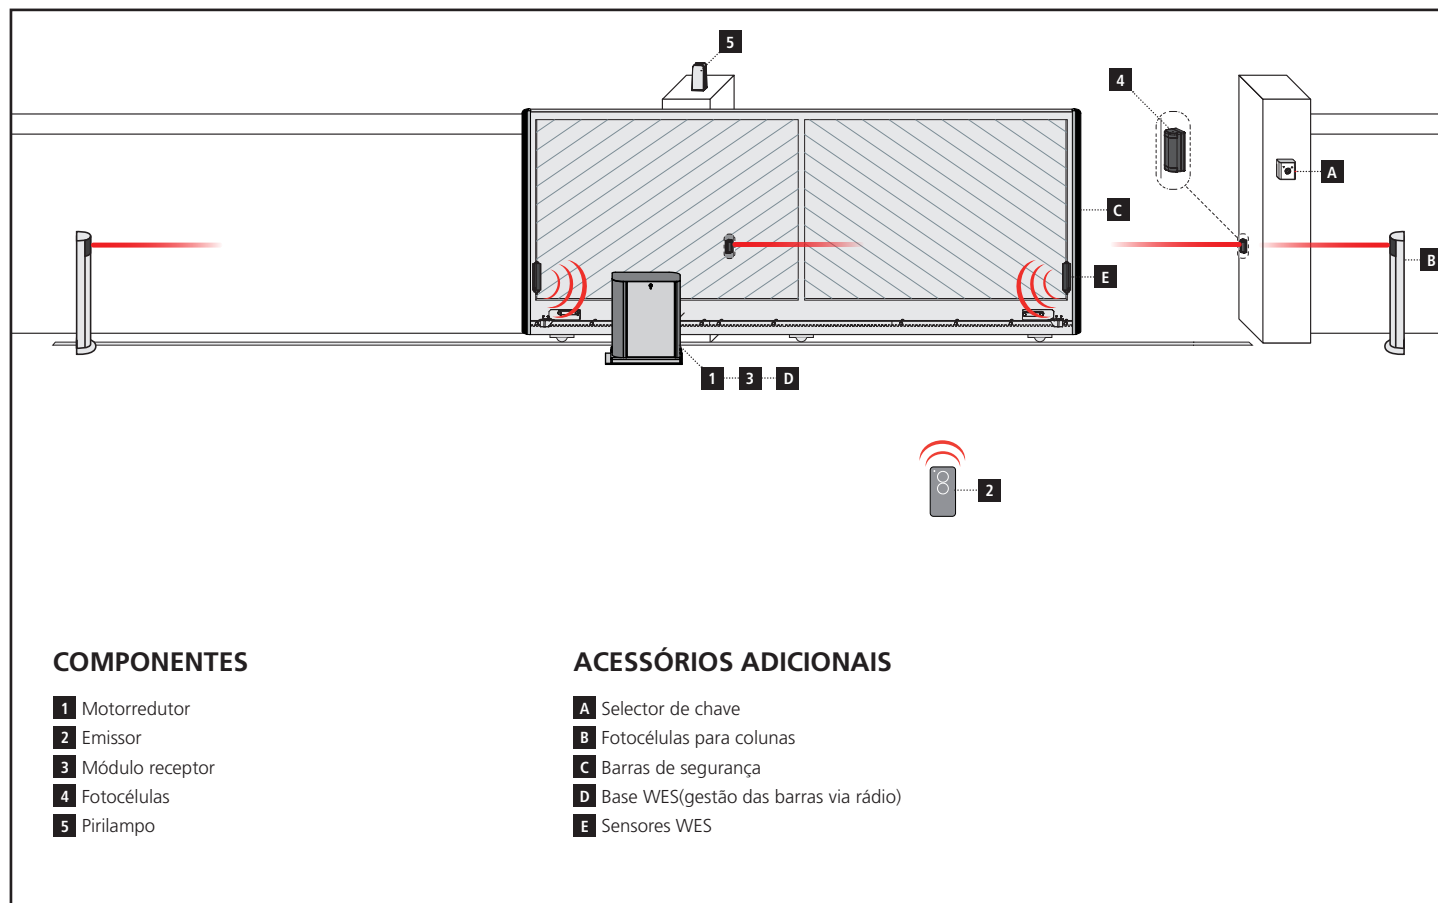 5
4
A
C
E
B
1 3 D
2
COMPONENTES
1 Motorredutor
2 Emissor
3 Módulo receptor
4 Fotocélulas
5 Pirilampo
ACESSÓRIOS ADICIONAIS
A Selector de chave
B Fotocélulas para colunas
C Barras de segurança
D Base WES(gestão das barras via rádio)
E Sensores WES